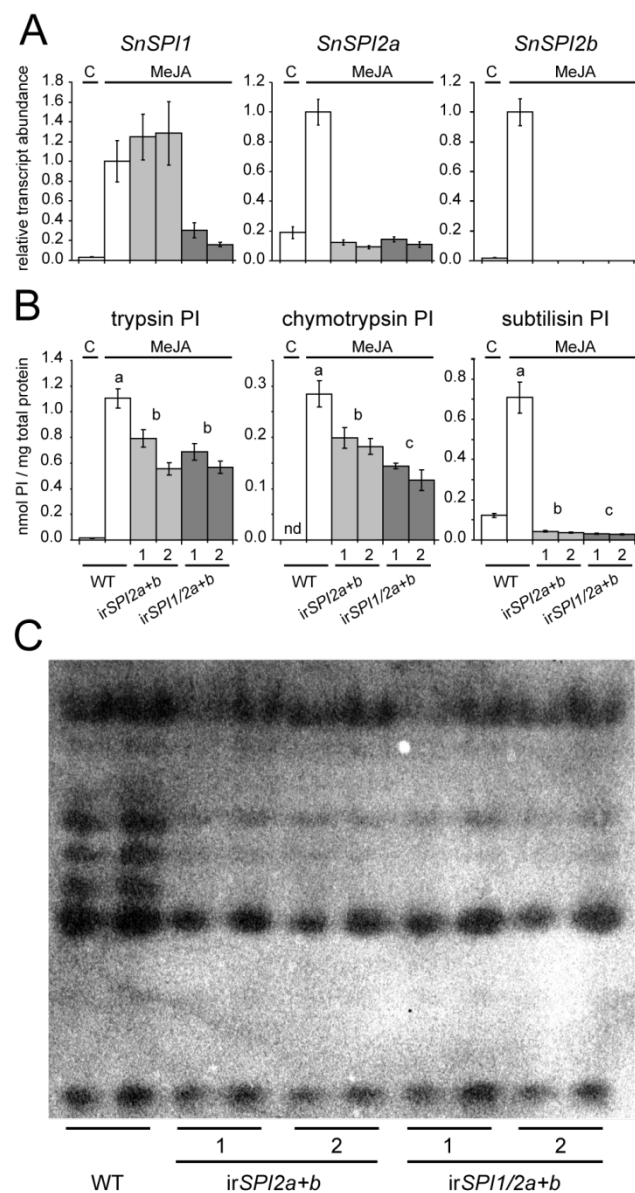 A
SnSPI1 SnSPI2a SnSPI2b
C MeJA C MeJA C MeJA
relative transcript abundance
1.8
1.6
1.4
1.2
1.0
0.8
0.6
0.4
0.2
0.0
1.2
1.0
0.8
0.6
0.4
0.2
0.0
1.2
1.0
0.8
0.6
0.4
0.2
0.0
B
trypsin PI chymotrypsin PI subtilisin PI
C MeJA C MeJA C MeJA
nmol PI / mg total protein
1.4
1.2
1.0
0.8
0.6
0.4
0.2
0.0
a b b
0.3
0.2
0.1
0
nd a b c
0.8
0.6
0.4
0.2
0.0
a b c
1 2 1 2 1 2 1 2 1 2 1 2
WT irSPI2a+b irSPI1/2a+b WT irSPI2a+b irSPI1/2a+b WT irSPI2a+b irSPI1/2a+b
C
1 2 1 2
WT irSPI2a+b irSPI1/2a+b